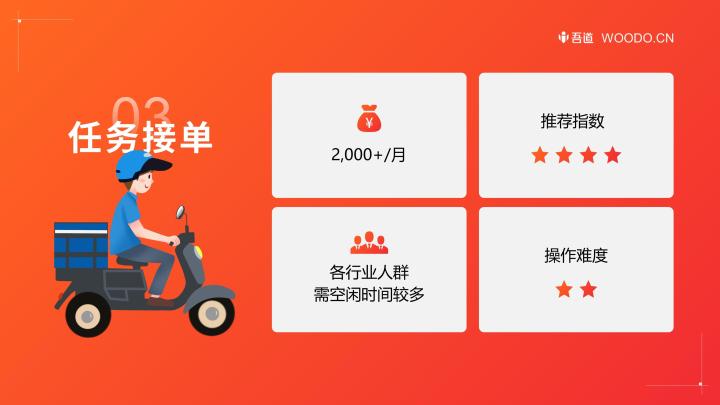 吾道 WOODO.CN
03
任务接单
¥
2,000+/月
推荐指数
各行业人群
需空闲时间较多
操作难度